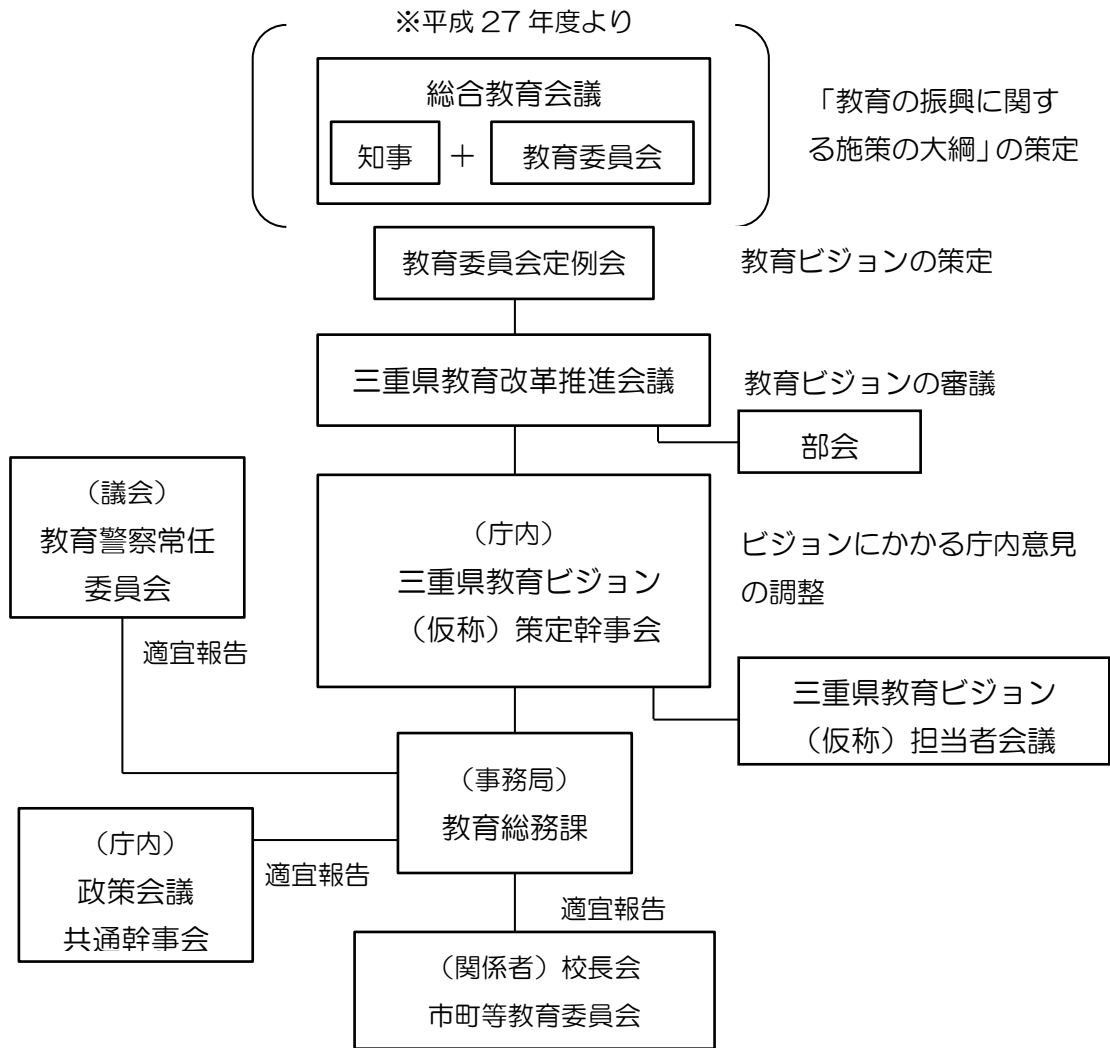 ※平成 27 年度より
総合教育会議
知事 + 教育委員会
「教育の振興に関す
る施策の大綱」の策定
教育委員会定例会
教育ビジョンの策定
三重県教育改革推進会議
教育ビジョンの審議
部会
(議会)
教育警察常任
委員会
適宜報告
(庁内)
三重県教育ビジョン
(仮称)策定幹事会
ビジョンにかかる庁内意見
の調整
三重県教育ビジョン
(仮称)担当者会議
(事務局)
教育総務課
(庁内)
政策会議
共通幹事会
適宜報告
適宜報告
(関係者)校長会
市町等教育委員会